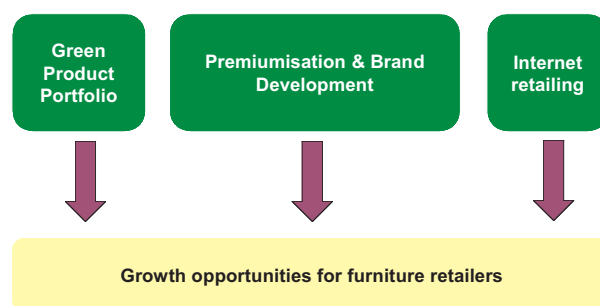 Green
Product
Portfolio
Premiumisation & Brand
Development
Internet
retailing
Growth opportunities for furniture retailers